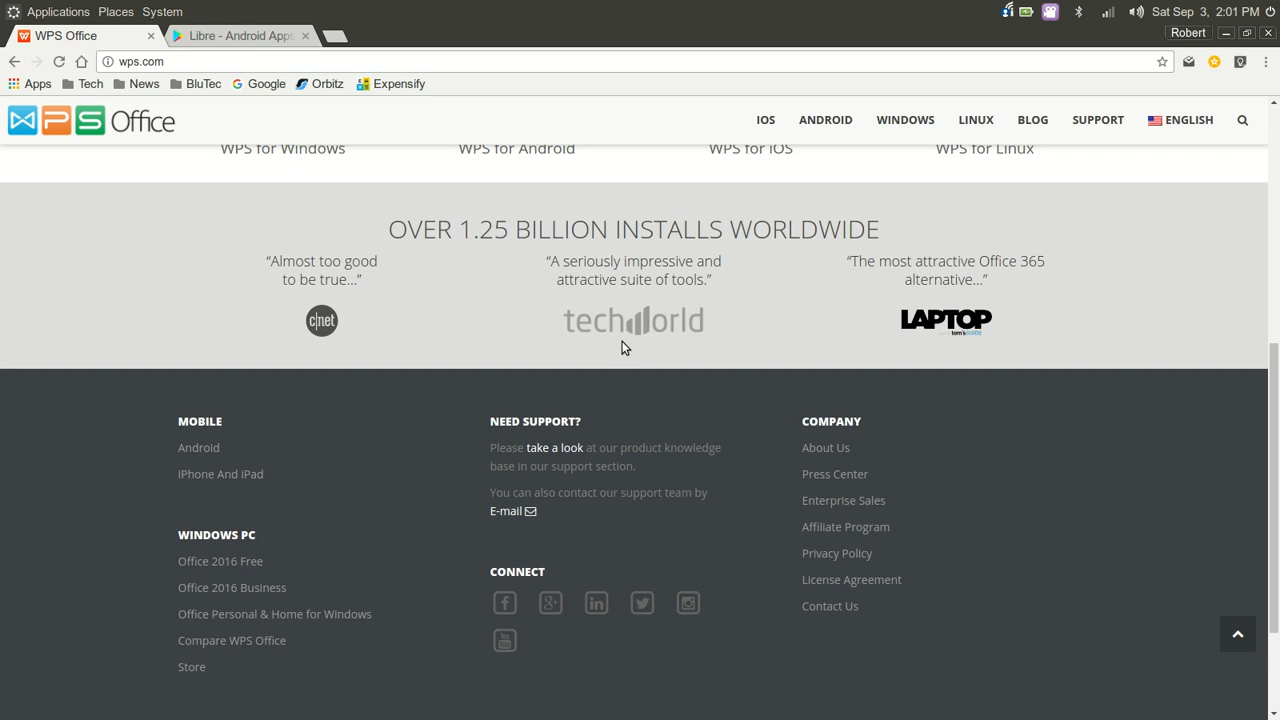 Applications Places System
Sat Sep 3, 2:01 PM
WPS Office
Libre - Android Apps
Robert
wps.com
Apps Tech News BluTec Google Orbitz Expensify
WPS Office
IOS ANDROID WINDOWS LINUX BLOG SUPPORT ENGLISH
WPS for Windows WPS for Android WPS for iOS WPS for Linux
OVER 1.25 BILLION INSTALLS WORLDWIDE
“Almost too good
to be true...”
c|net
“A seriously impressive and
attractive suite of tools.”
techworld
“The most attractive Office 365
alternative...”
LAPTOP
tom's GUIDE
MOBILE
Android
iPhone And iPad
WINDOWS PC
Office 2016 Free
Office 2016 Business
Office Personal & Home for Windows
Compare WPS Office
Store
NEED SUPPORT?
Please take a look at our product knowledge
base in our support section.
You can also contact our support team by
E-mail
CONNECT
You Tube
COMPANY
About Us
Press Center
Enterprise Sales
Affiliate Program
Privacy Policy
License Agreement
Contact Us